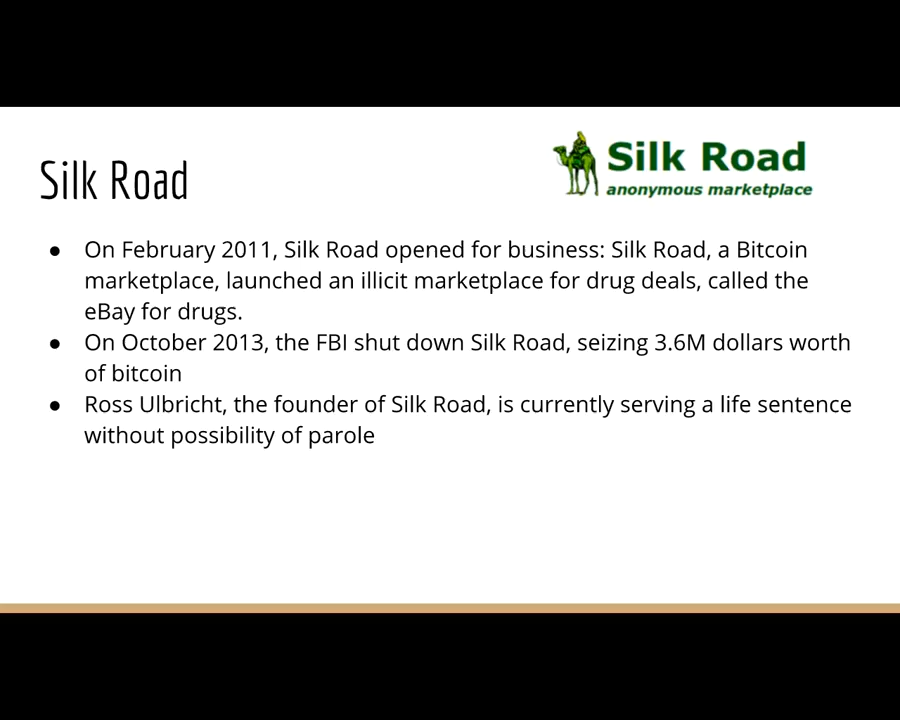 Silk Road
Silk Road
anonymous marketplace
● On February 2011, Silk Road opened for business: Silk Road, a Bitcoin
marketplace, launched an illicit marketplace for drug deals, called the
eBay for drugs.
● On October 2013, the FBI shut down Silk Road, seizing 3.6M dollars worth
of bitcoin
● Ross Ulbricht, the founder of Silk Road, is currently serving a life sentence
without possibility of parole